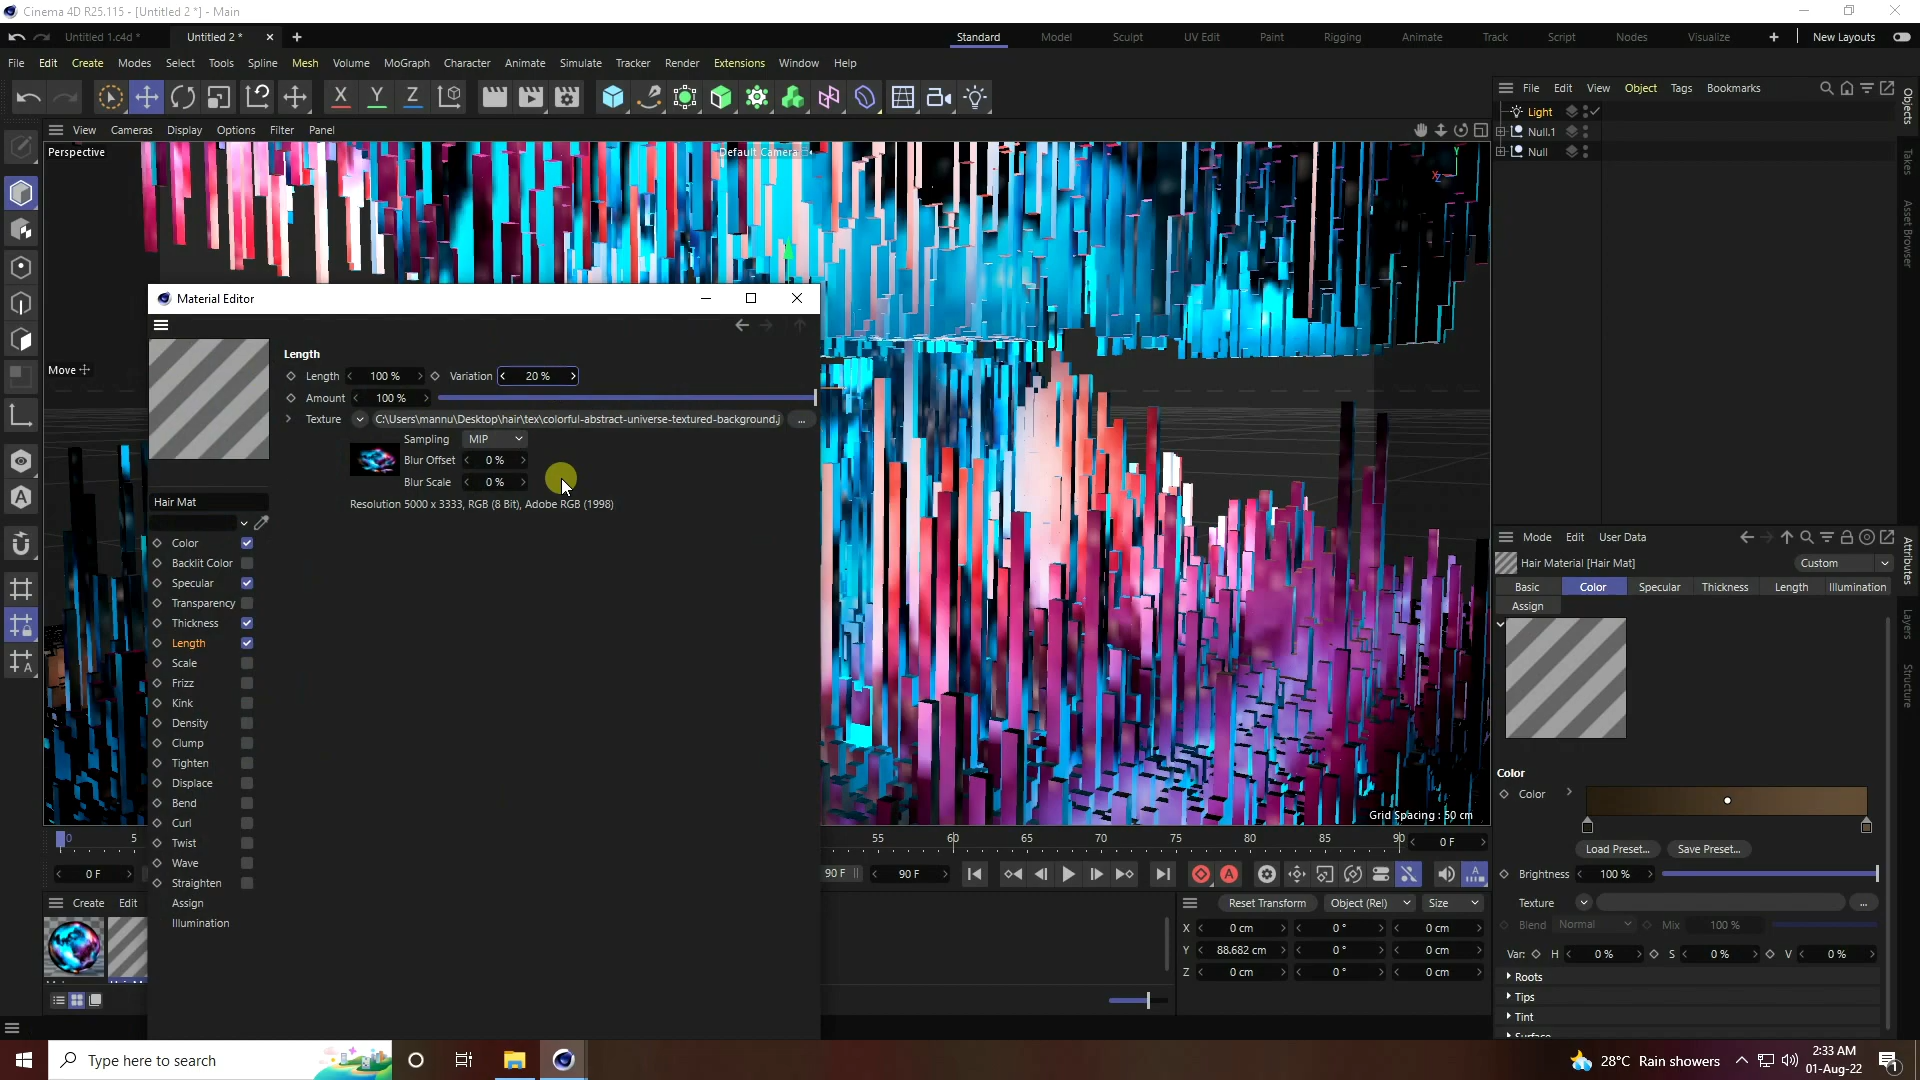 Cinema 4D R25.115 - [Untitled 2 *] - Main
Untitled 1.c4d *
Untitled 2 *
Standard Model Sculpt UV Edit Paint Rigging Animate Track Script Nodes Visualize New Layouts
File Edit Create Modes Select Tools Spline Mesh Volume MoGraph Character Animate Simulate Tracker Render Extensions Window Help
X Y Z
File Edit View Object Tags Bookmarks
View Cameras Display Options Filter Panel
Perspective
Default Camera
Light
Null.1
Null
Objects
Takes
Asset Browser
Move
Material Editor
Length
Length 100 % Variation 20 %
Amount 100 %
Texture C:\Users\mannu\Desktop\hair\tex\colorful-abstract-universe-textured-background.j ...
Sampling MIP
Blur Offset 0 %
Blur Scale 0 %
Resolution 5000 x 3333, RGB (8 Bit), Adobe RGB (1998)
Hair Mat
Color
Backlit Color
Specular
Transparency
Thickness
Length
Scale
Frizz
Kink
Density
Clump
Tighten
Displace
Bend
Curl
Twist
Wave
Straighten
Assign
Illumination
Grid Spacing : 50 cm
Mode Edit User Data
Hair Material [Hair Mat]
Custom
Basic Color Specular Thickness Length Illumination
Assign
Attributes
Layers
Structure
Color
Color
Load Preset... Save Preset...
Brightness 100 %
Texture ...
Blend Normal Mix 100 %
Var: H 0 % S 0 % V 0 %
Roots
Tips
Tint
0 5 55 60 65 70 75 80 85 90 0 F
0 F 90 F 90 F
Create Edit
Reset Transform Object (Rel) Size
X 0 cm 0 ° 0 cm
Y 88.682 cm 0 ° 0 cm
Z 0 cm 0 ° 0 cm
Type here to search
28°C Rain showers
2:33 AM
01-Aug-22
1